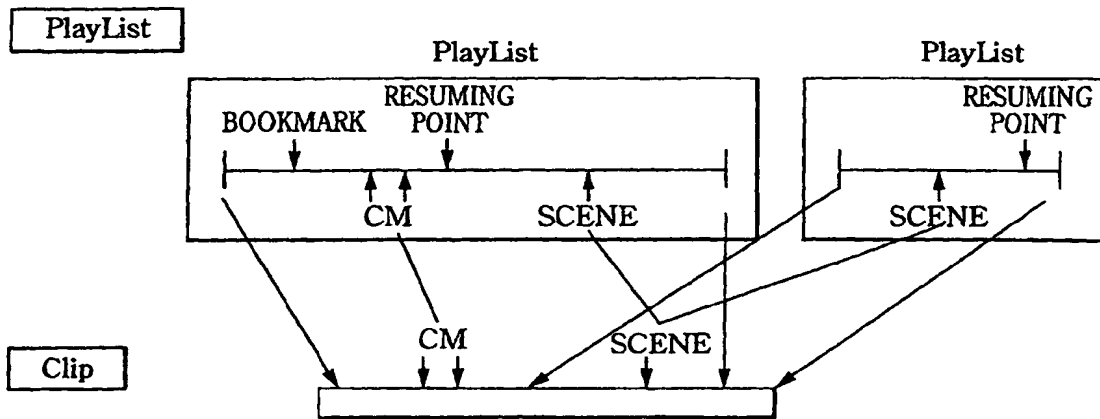 PlayList
PlayList
PlayList
BOOKMARK
RESUMING
POINT
RESUMING
POINT
CM
SCENE
SCENE
CM
SCENE
Clip